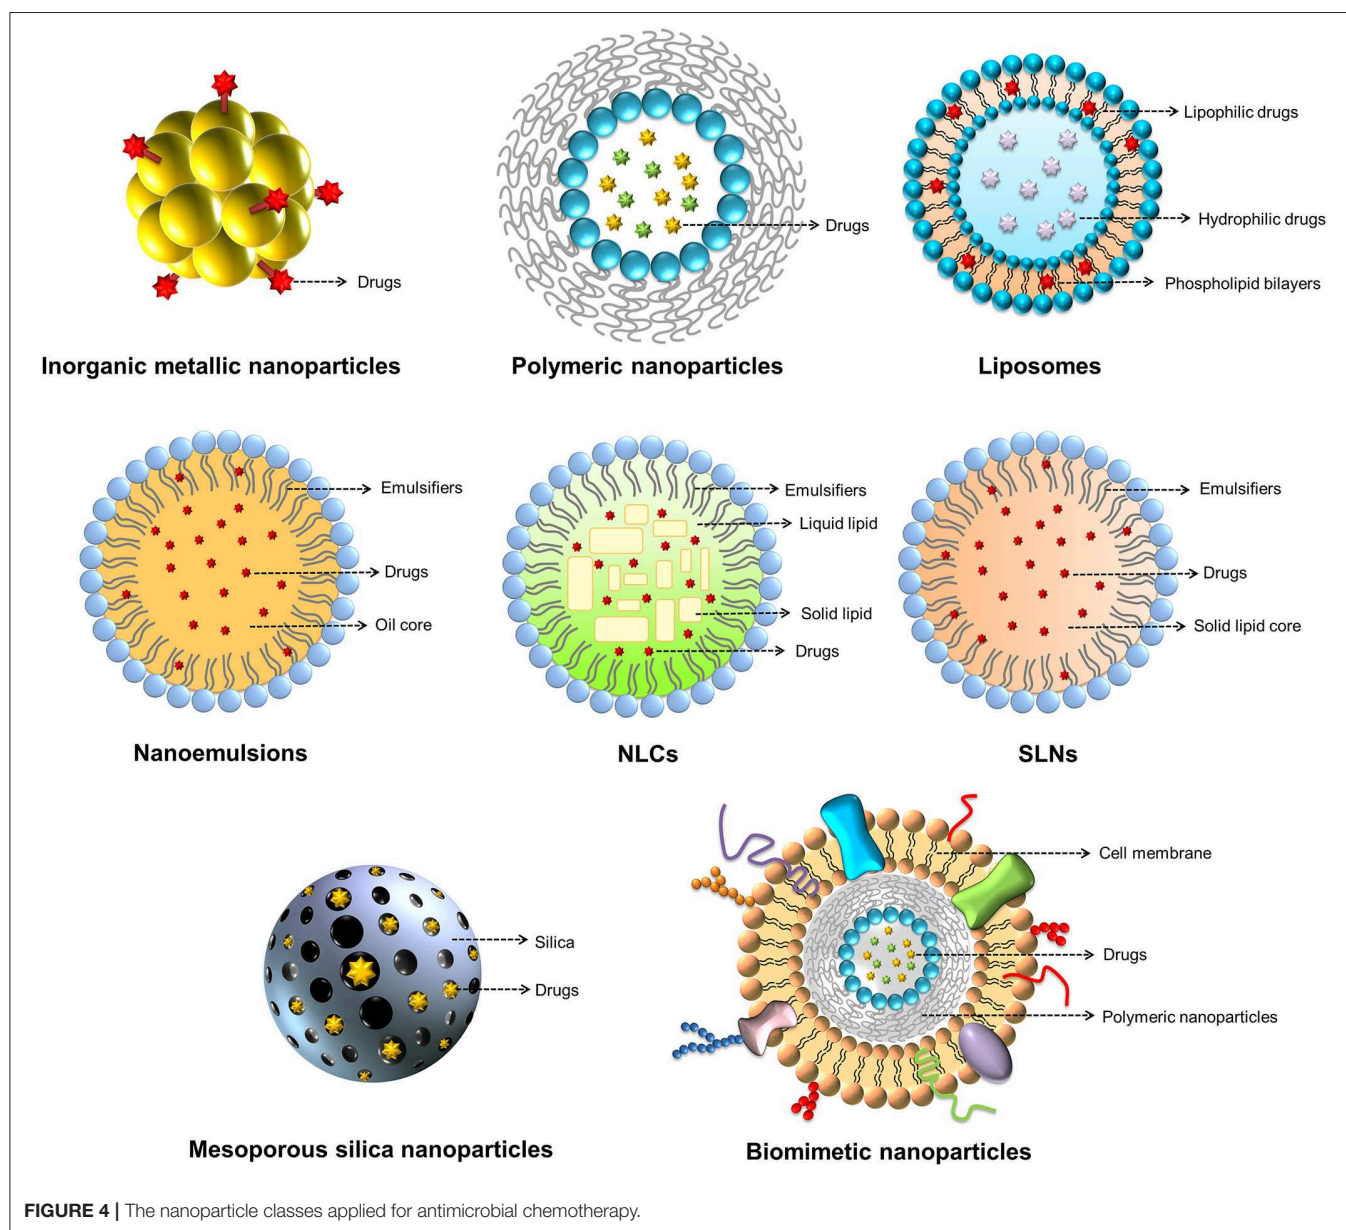 Drugs
Inorganic metallic nanoparticles
Drugs
Polymeric nanoparticles
Lipophilic drugs
Hydrophilic drugs
Phospholipid bilayers
Liposomes
Emulsifiers
Drugs
Oil core
Nanoemulsions
Emulsifiers
Liquid lipid
Solid lipid
Drugs
NLCs
Emulsifiers
Drugs
Solid lipid core
SLNs
Silica
Drugs
Mesoporous silica nanoparticles
Cell membrane
Drugs
Polymeric nanoparticles
Biomimetic nanoparticles
FIGURE 4 | The nanoparticle classes applied for antimicrobial chemotherapy.